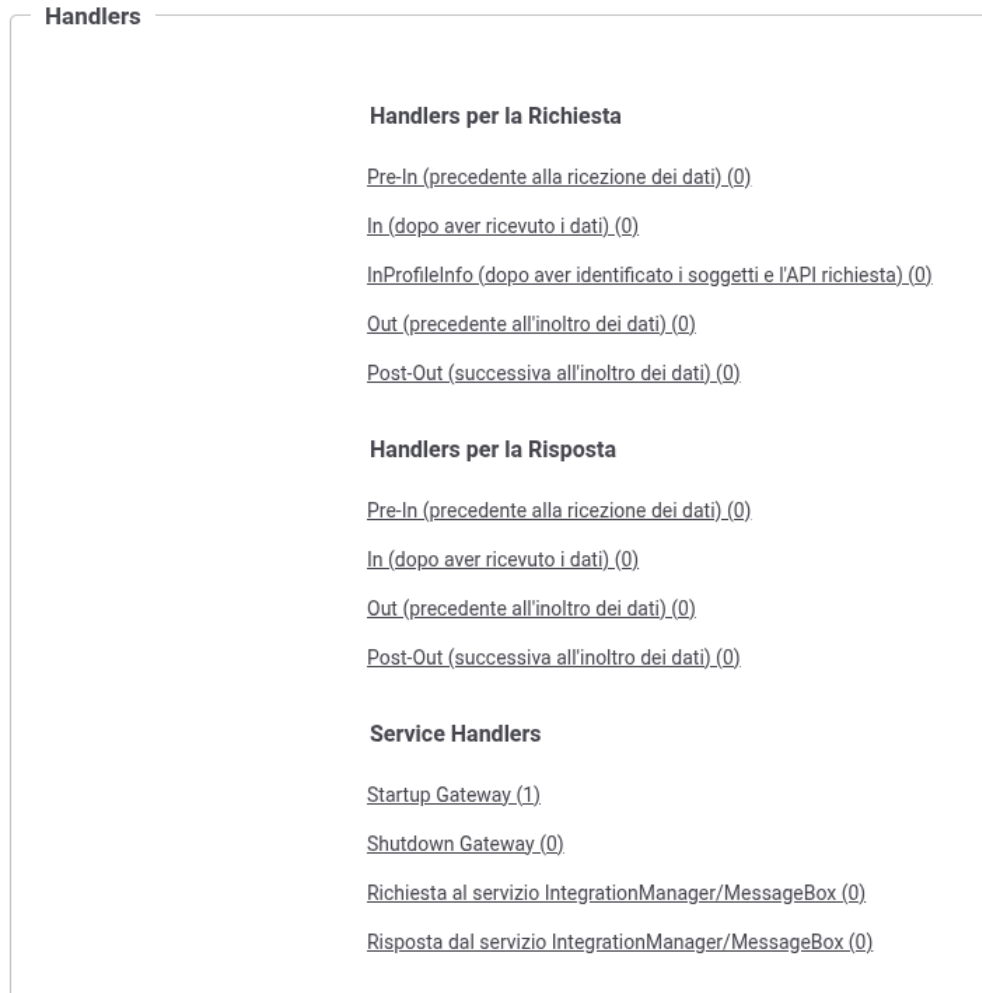 Handlers
Handlers per la Richiesta
Pre-In (precedente alla ricezione dei dati) (0)
In (dopo aver ricevuto i dati) (0)
InProfileInfo (dopo aver identificato i soggetti e l'API richiesta) (0)
Out (precedente all'inoltro dei dati) (0)
Post-Out (successiva all'inoltro dei dati) (0)
Handlers per la Risposta
Pre-In (precedente alla ricezione dei dati) (0)
In (dopo aver ricevuto i dati) (0)
Out (precedente all'inoltro dei dati) (0)
Post-Out (successiva all'inoltro dei dati) (0)
Service Handlers
Startup Gateway (1)
Shutdown Gateway (0)
Richiesta al servizio IntegrationManager/MessageBox (0)
Risposta dal servizio IntegrationManager/MessageBox (0)